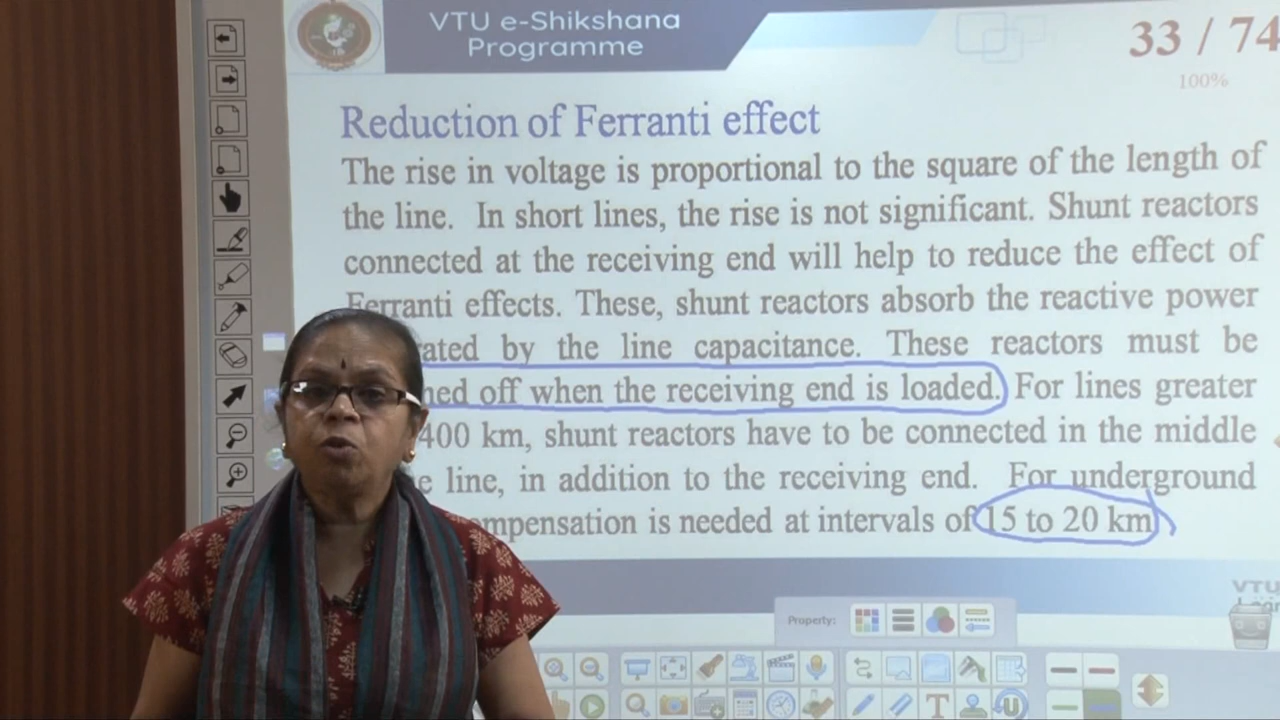 VTU e-Shikshana
Programme
33 / 74
100%
Reduction of Ferranti effect
The rise in voltage is proportional to the square of the length of
the line. In short lines, the rise is not significant. Shunt reactors
connected at the receiving end will help to reduce the effect of
Ferranti effects. These, shunt reactors absorb the reactive power
rated by the line capacitance. These reactors must be
ned off when the receiving end is loaded. For lines greater
400 km, shunt reactors have to be connected in the middle
e line, in addition to the receiving end. For underground
mpensation is needed at intervals of 15 to 20 km
VTU
Property: